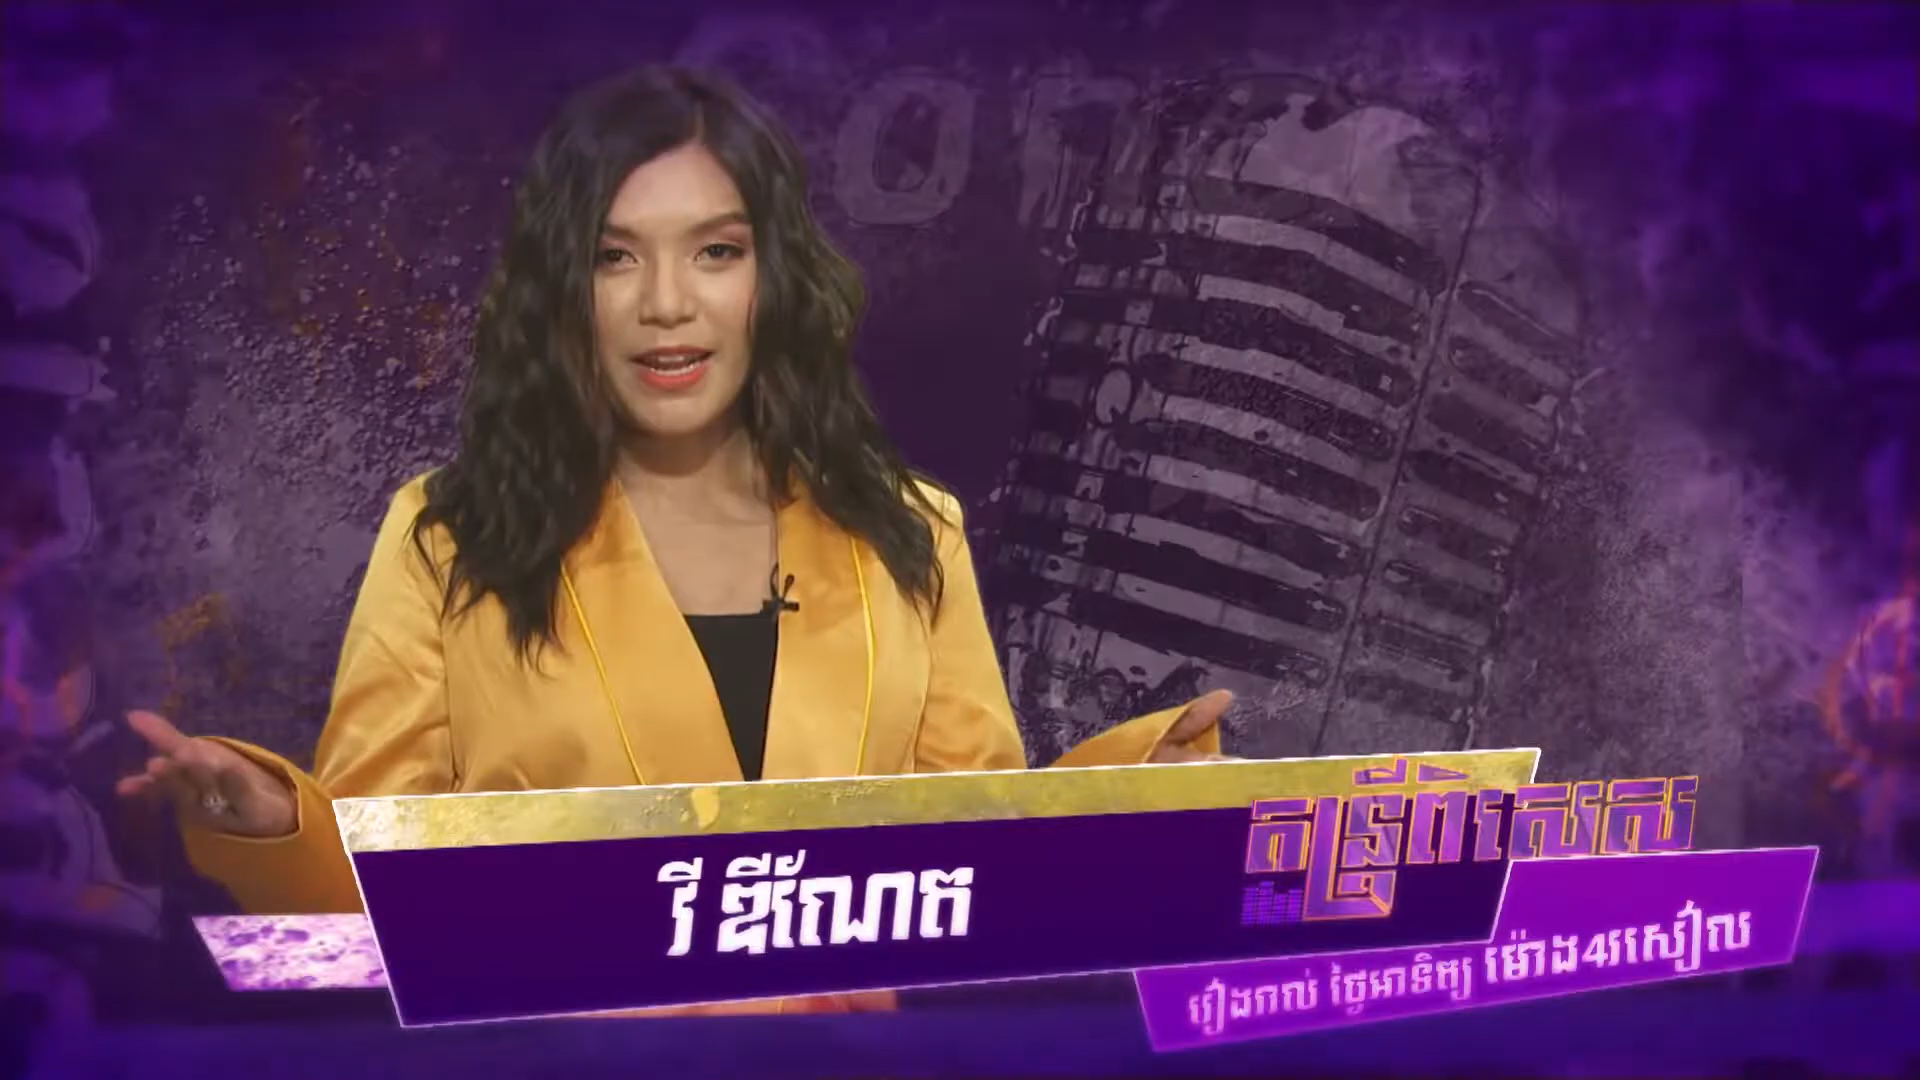 onc
តន្ត្រីពិសេស
វី ឌីណែត
រៀងរាល់ ថ្ងៃអាទិត្យ ម៉ោង4រសៀល